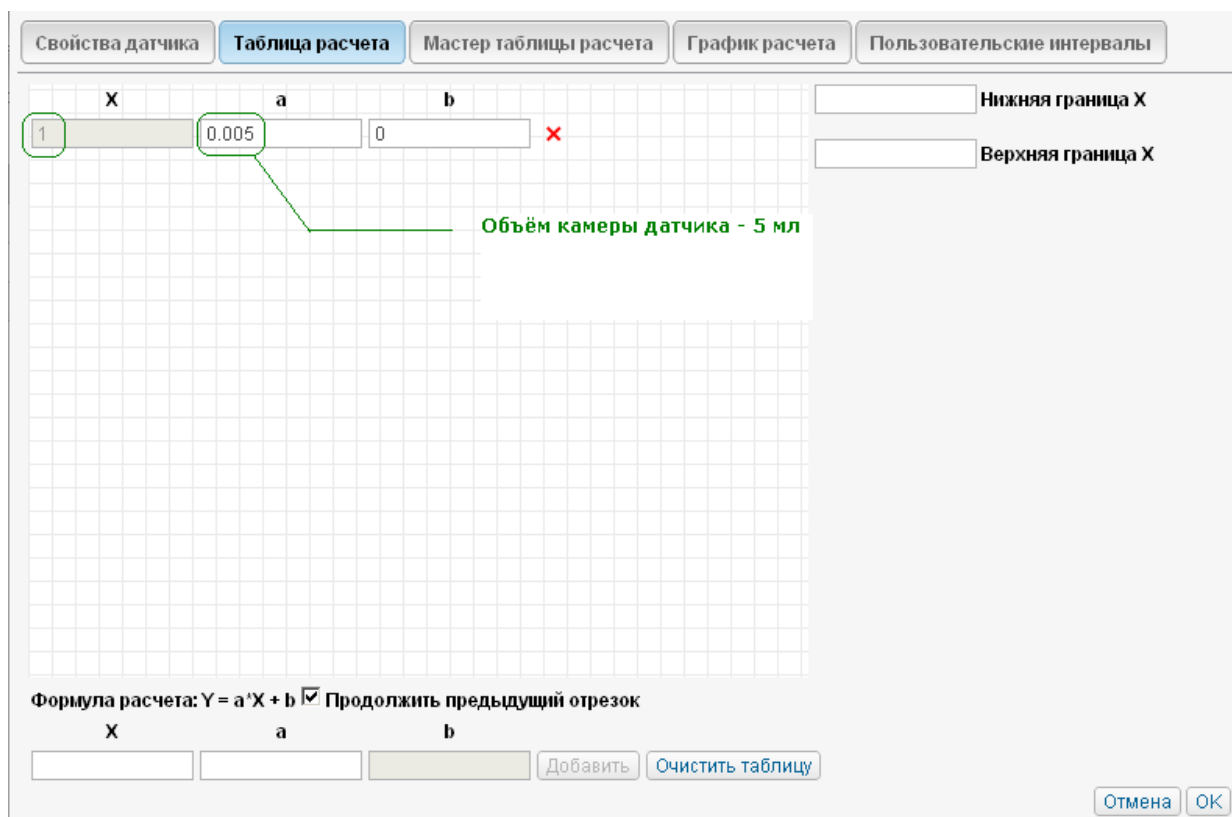 Свойства датчика Таблица расчета Мастер таблицы расчета График расчета Пользовательские интервалы
X a b
1 0.005 0
Нижняя граница X
Верхняя граница X
Объём камеры датчика - 5 мл
Формула расчета: Y = a*X + b Продолжить предыдущий отрезок
X a b
Добавить Очистить таблицу
Отмена OK